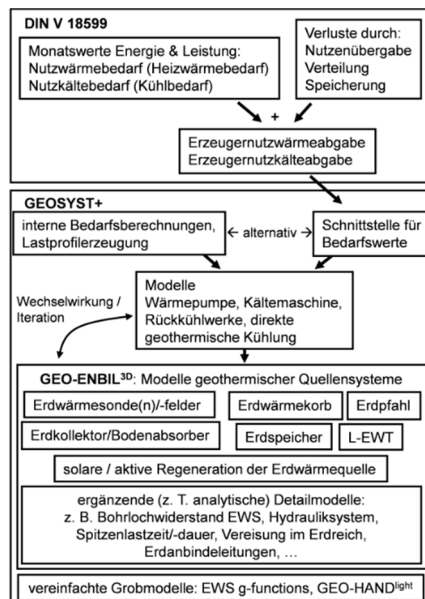 DIN V 18599
Monatswerte Energie & Leistung:
Nutzwärmebedarf (Heizwärmebedarf)
Nutzkältebedarf (Kühlbedarf)
Verluste durch:
Nutzenübergabe
Verteilung
Speicherung
+
Erzeugernutzwärmeabgabe
Erzeugernutzkälteabgabe
GEOSYST+
interne Bedarfsberechnungen,
Lastprofilerzeugung
alternativ
Schnittstelle für
Bedarfswerte
Modelle
Wärmepumpe, Kältemaschine,
Rückkühlwerke, direkte
geothermische Kühlung
Wechselwirkung /
Iteration
GEO-ENBIL3D: Modelle geothermischer Quellensysteme
Erdwärmesonde(n)/-felder
Erdwärmekorb
Erdpfahl
Erdkollektor/Bodenabsorber
Erdspeicher
L-EWT
solare / aktive Regeneration der Erdwärmequelle
ergänzende (z. T. analytische) Detailmodelle:
z. B. Bohrlochwiderstand EWS, Hydrauliksystem,
Spitzenlastzeit/-dauer, Vereisung im Erdreich,
Erdanbindeleitungen, …
vereinfachte Grobmodelle: EWS g-functions, GEO-HANDlight